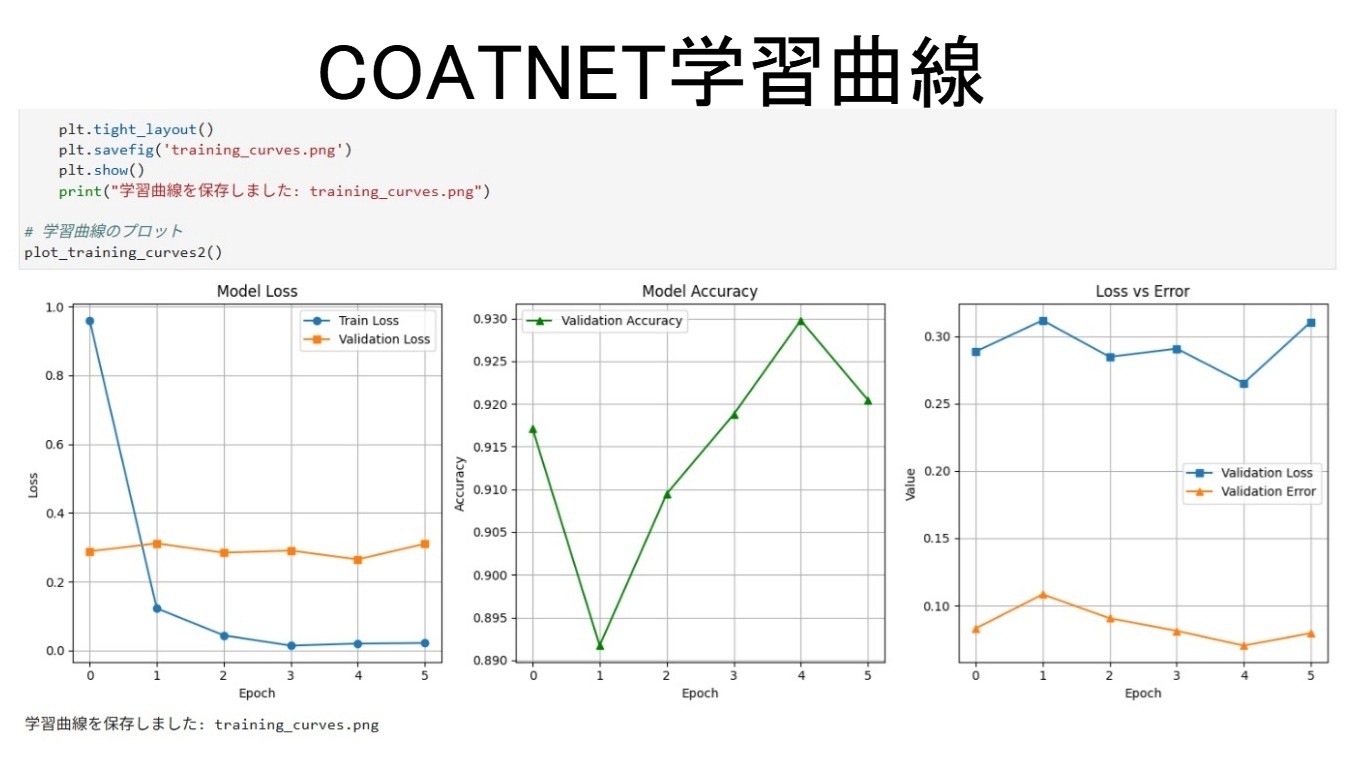 COATNET学習曲線
plt.tight_layout()
plt.savefig('training_curves.png')
plt.show()
print("学習曲線を保存しました: training_curves.png")
# 学習曲線のプロット
plot_training_curves2()
Model Loss
Train Loss
Validation Loss
1.0
0.8
0.6
0.4
0.2
0.0
Loss
0 1 2 3 4 5
Epoch
Model Accuracy
Validation Accuracy
0.930
0.925
0.920
0.915
0.910
0.905
0.900
0.895
0.890
Accuracy
0 1 2 3 4 5
Epoch
Loss vs Error
0.30
0.25
0.20
0.15
0.10
Value
Validation Loss
Validation Error
0 1 2 3 4 5
Epoch
学習曲線を保存しました: training_curves.png